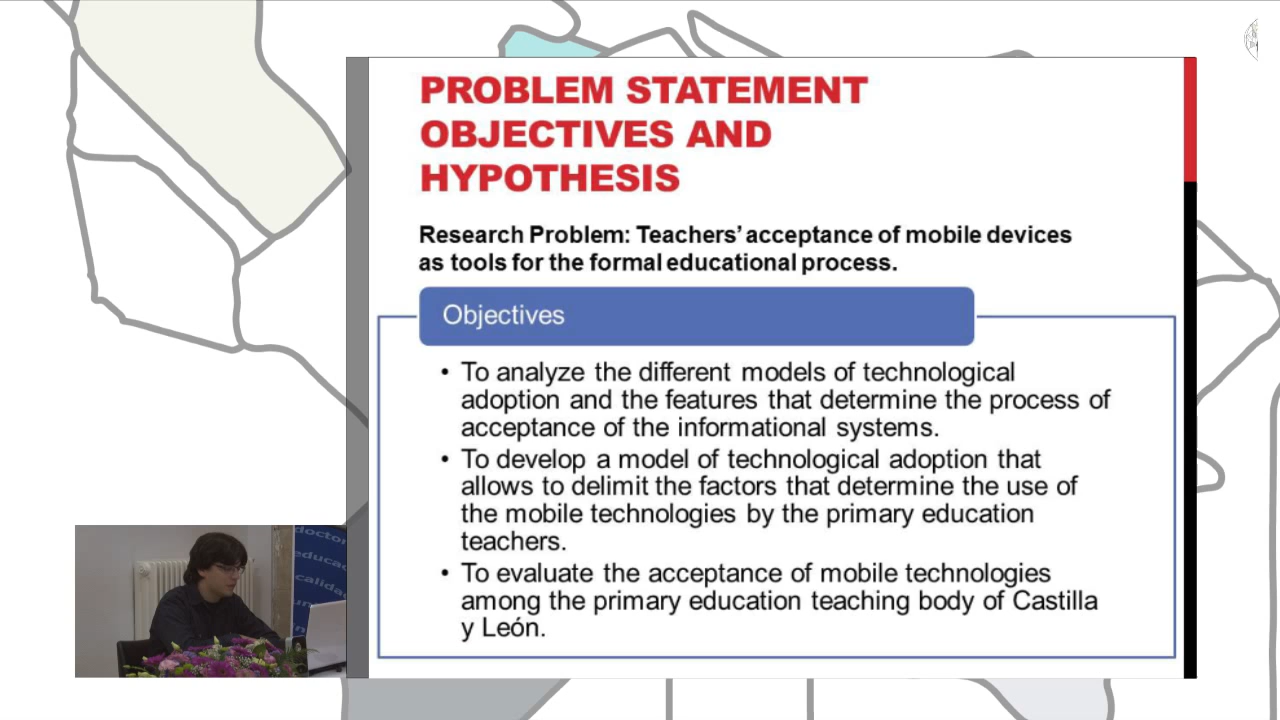 PROBLEM STATEMENT
OBJECTIVES AND
HYPOTHESIS
Research Problem: Teachers’ acceptance of mobile devices
as tools for the formal educational process.
Objectives
• To analyze the different models of technological
adoption and the features that determine the process of
acceptance of the informational systems.
• To develop a model of technological adoption that
allows to delimit the factors that determine the use of
the mobile technologies by the primary education
teachers.
• To evaluate the acceptance of mobile technologies
among the primary education teaching body of Castilla
y León.
doctor
educac
calida